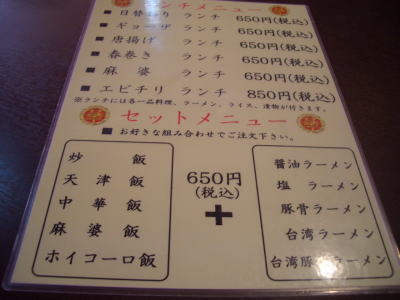 ランチメニュー
■ 日替わり ランチ 650円(税込)
■ ギョーザ ランチ 650円(税込)
■ 唐揚げ ランチ 650円(税込)
■ 春巻き ランチ 650円(税込)
■ 麻婆 ランチ 650円(税込)
■ エビチリ ランチ 850円(税込)
※ランチには各一品料理、ラーメン、ライス、漬物が付きます。
セットメニュー
■お好きな組み合わせでご注文下さい。
炒飯
天津飯
中華飯
麻婆飯
ホイコーロ飯
650円
(税込)
+
醤油ラーメン
塩 ラーメン
豚骨ラーメン
台湾ラーメン
台湾豚ラーメン